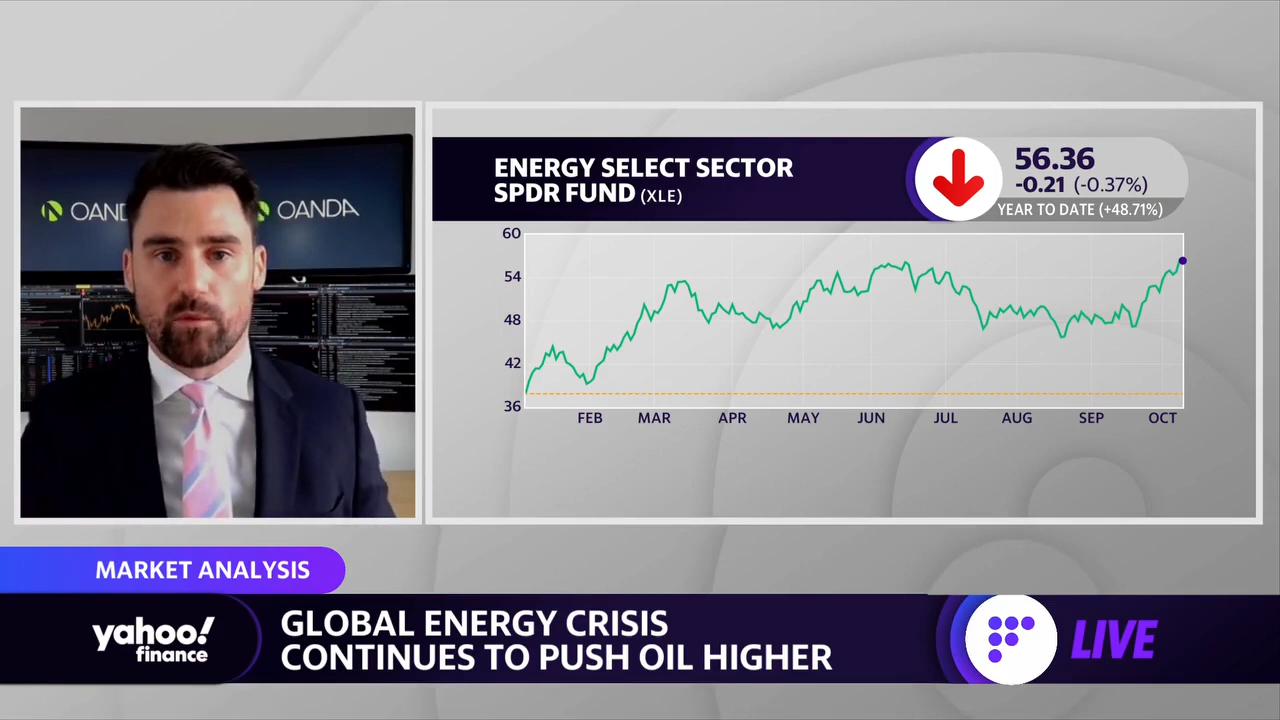 OANDA
OANDA
ENERGY SELECT SECTOR
SPDR FUND (XLE)
56.36
-0.21 (-0.37%)
YEAR TO DATE (+48.71%)
60
54
48
42
36
FEB MAR APR MAY JUN JUL AUG SEP OCT
MARKET ANALYSIS
yahoo!
finance
GLOBAL ENERGY CRISIS
CONTINUES TO PUSH OIL HIGHER
LIVE